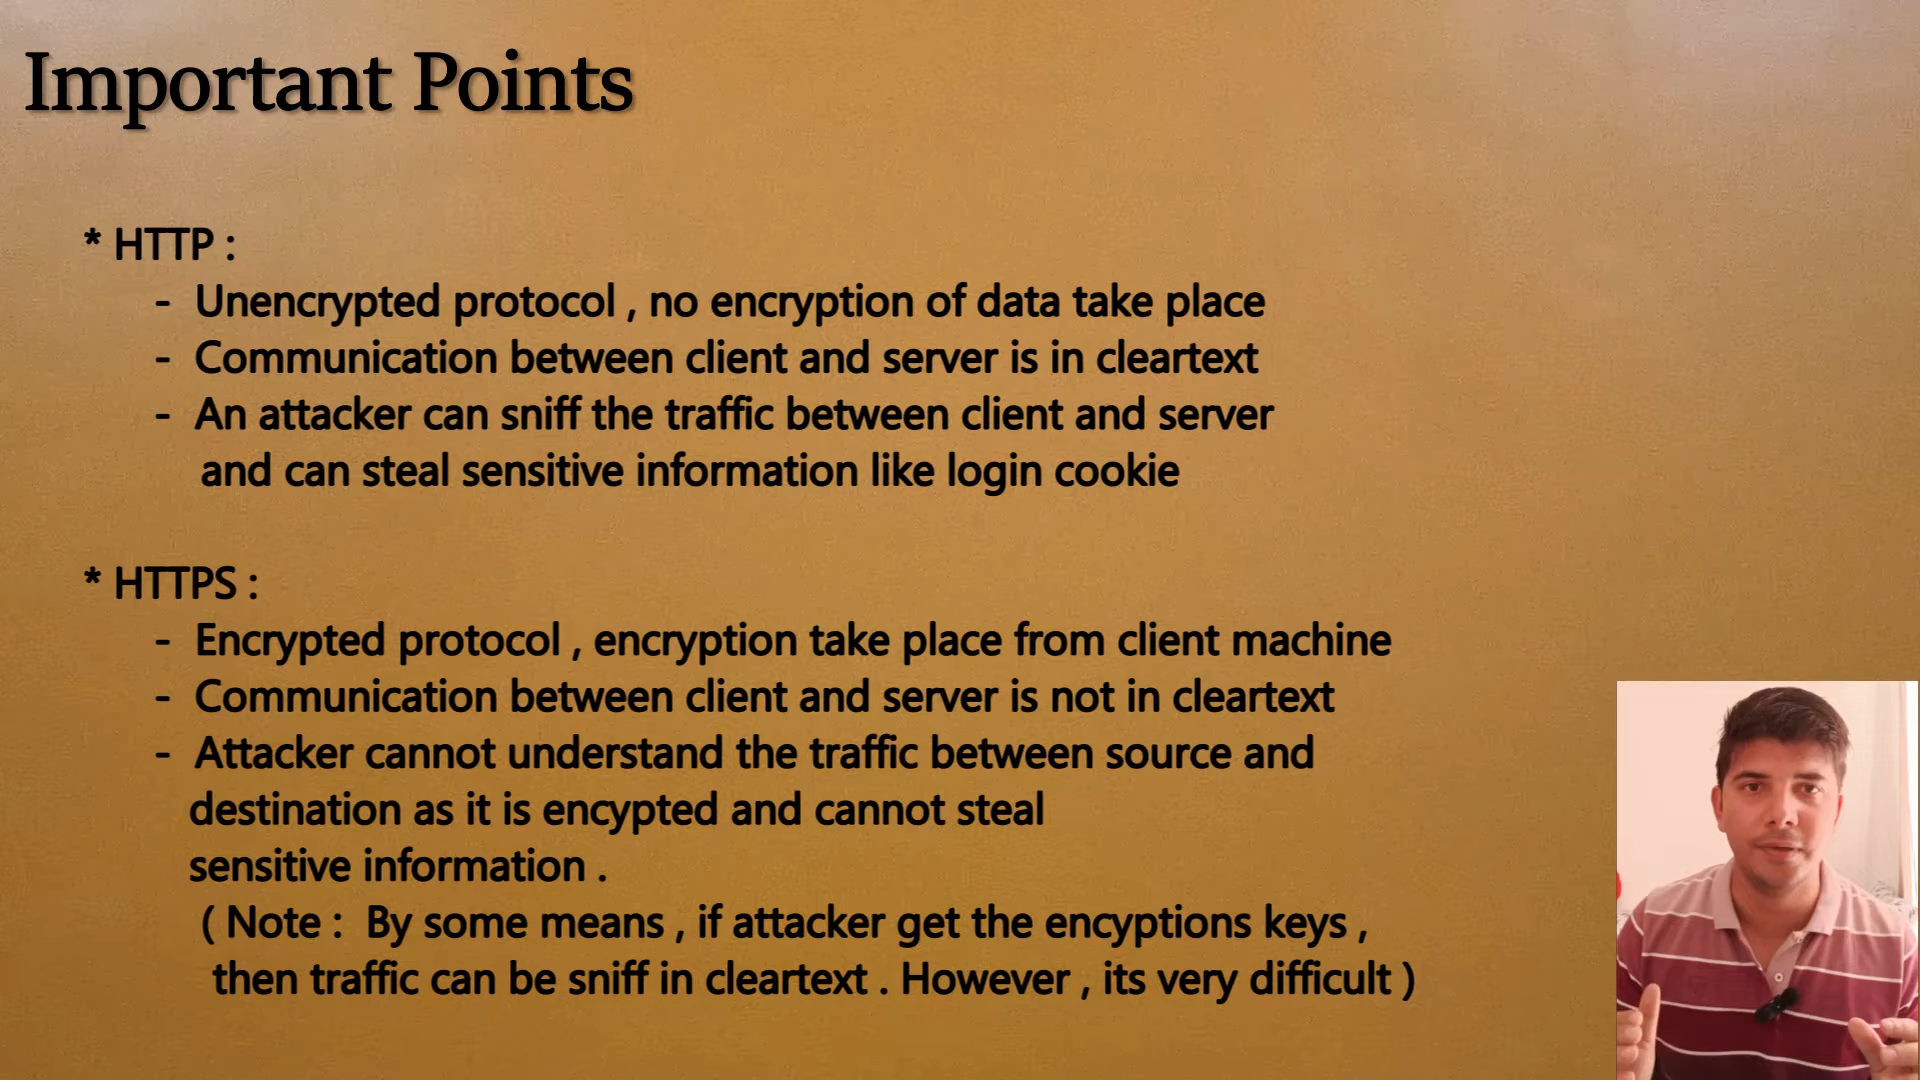 Important Points
* HTTP :
- Unencrypted protocol , no encryption of data take place
- Communication between client and server is in cleartext
- An attacker can sniff the traffic between client and server
and can steal sensitive information like login cookie
* HTTPS :
- Encrypted protocol , encryption take place from client machine
- Communication between client and server is not in cleartext
- Attacker cannot understand the traffic between source and
destination as it is encypted and cannot steal
sensitive information .
( Note : By some means , if attacker get the encyptions keys ,
then traffic can be sniff in cleartext . However , its very difficult )